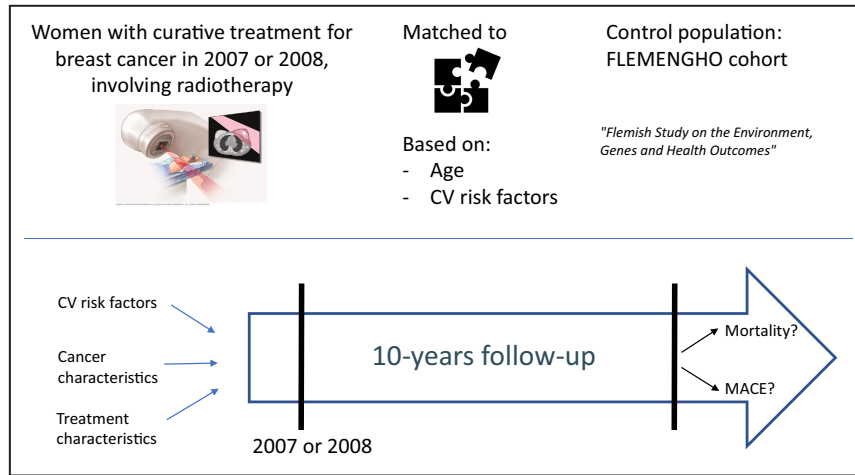 Women with curative treatment for
breast cancer in 2007 or 2008,
involving radiotherapy
Matched to
Based on:
- Age
- CV risk factors
Control population:
FLEMENGHO cohort
"Flemish Study on the Environment,
Genes and Health Outcomes"
CV risk factors
Cancer
characteristics
Treatment
characteristics
10-years follow-up
Mortality?
MACE?
2007 or 2008